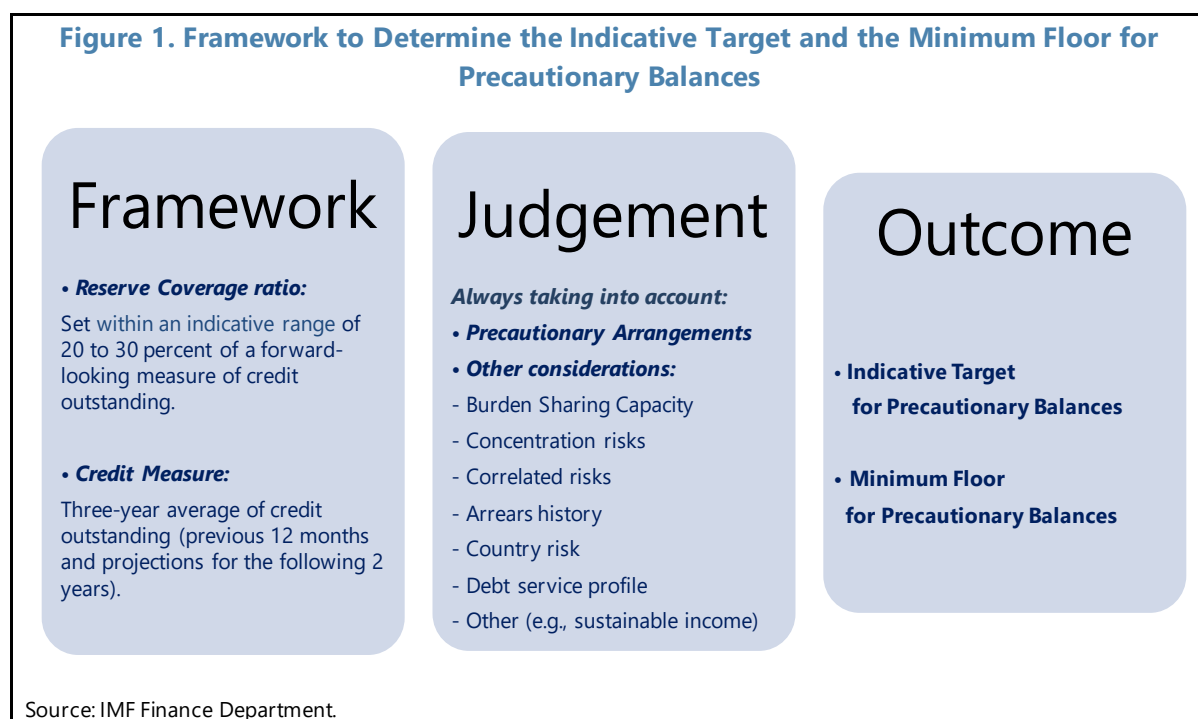 Figure 1. Framework to Determine the Indicative Target and the Minimum Floor for
Precautionary Balances
Framework
• Reserve Coverage ratio:
Set within an indicative range of
20 to 30 percent of a forward-
looking measure of credit
outstanding.
• Credit Measure:
Three-year average of credit
outstanding (previous 12 months
and projections for the following 2
years).
Judgement
Always taking into account:
• Precautionary Arrangements
• Other considerations:
- Burden Sharing Capacity
- Concentration risks
- Correlated risks
- Arrears history
- Country risk
- Debt service profile
- Other (e.g., sustainable income)
Outcome
• Indicative Target
for Precautionary Balances
• Minimum Floor
for Precautionary Balances
Source: IMF Finance Department.